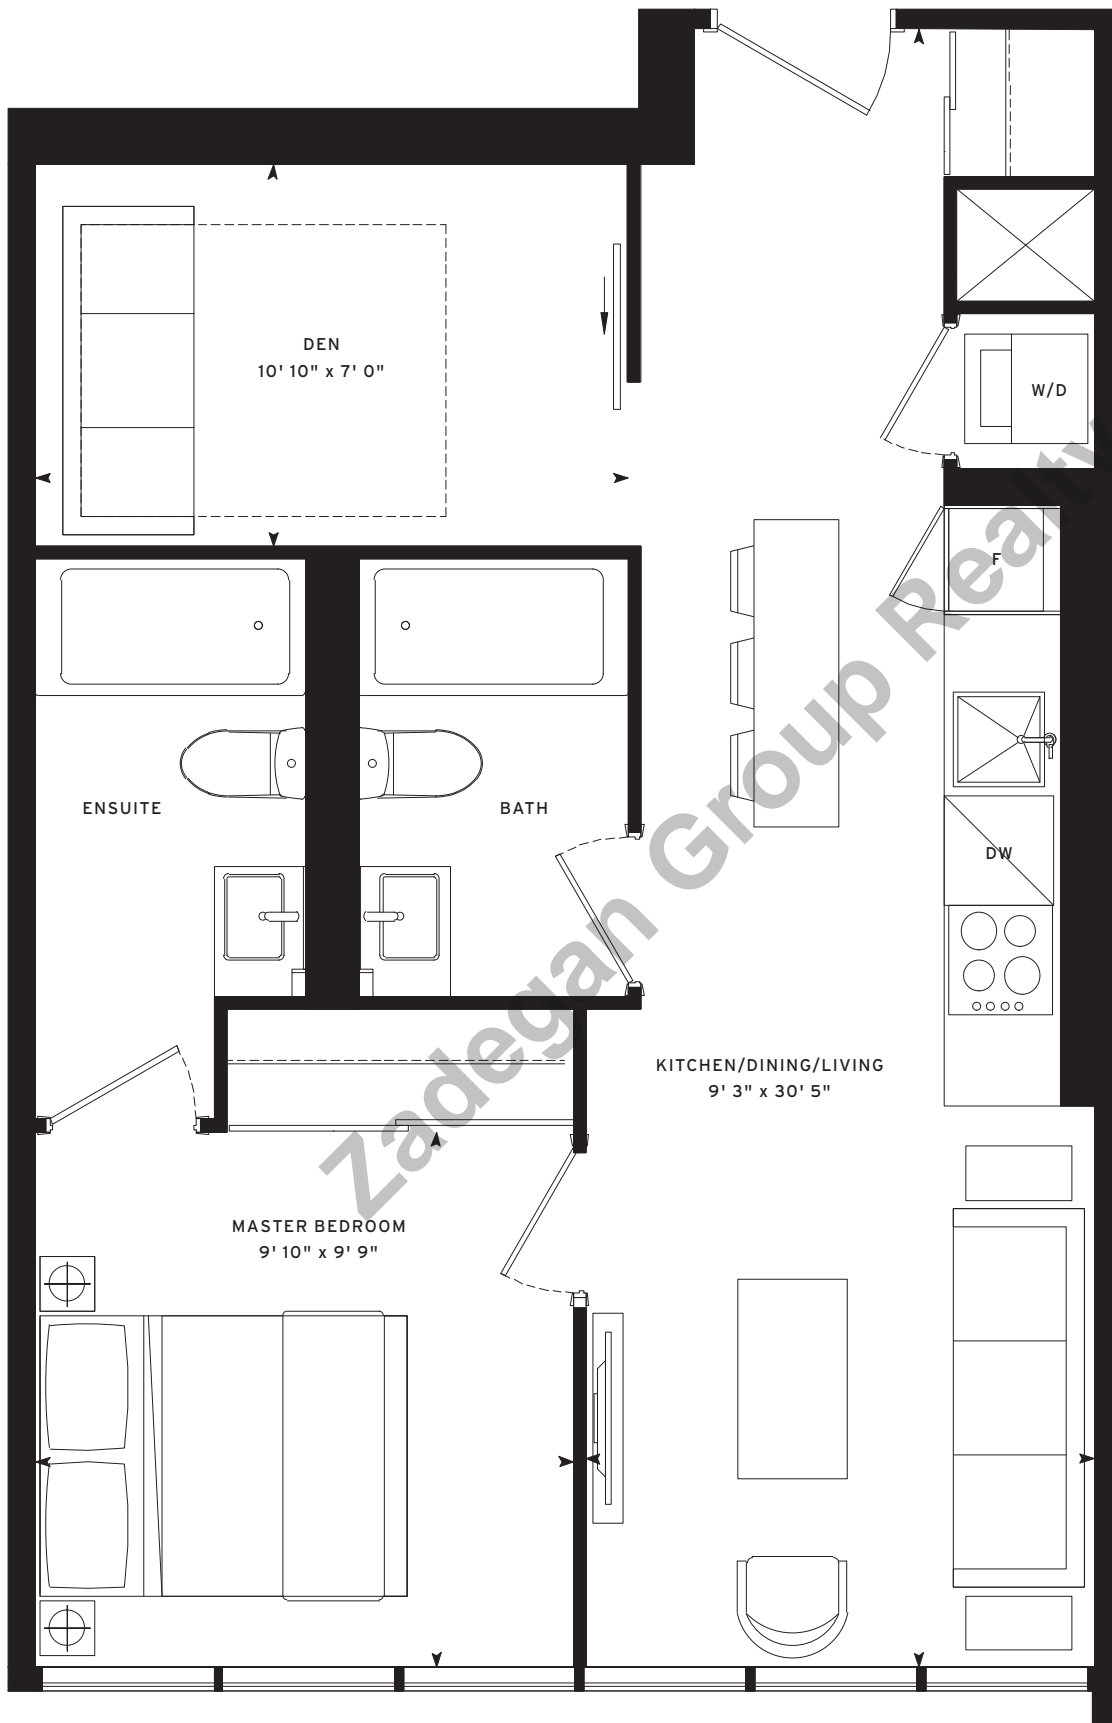 DEN
10' 10" x 7' 0"
W/D
F
ENSUITE
BATH
DW
KITCHEN/DINING/LIVING
9' 3" x 30' 5"
MASTER BEDROOM
9' 10" x 9' 9"
Zadegan Group Realty